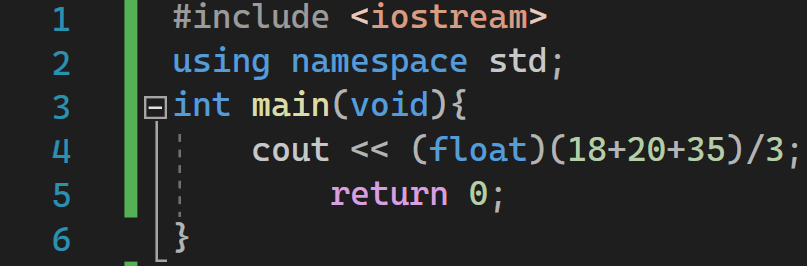 1 #include <iostream>
2 using namespace std;
3 int main(void){
4 cout << (float)(18+20+35)/3;
5 return 0;
6 }